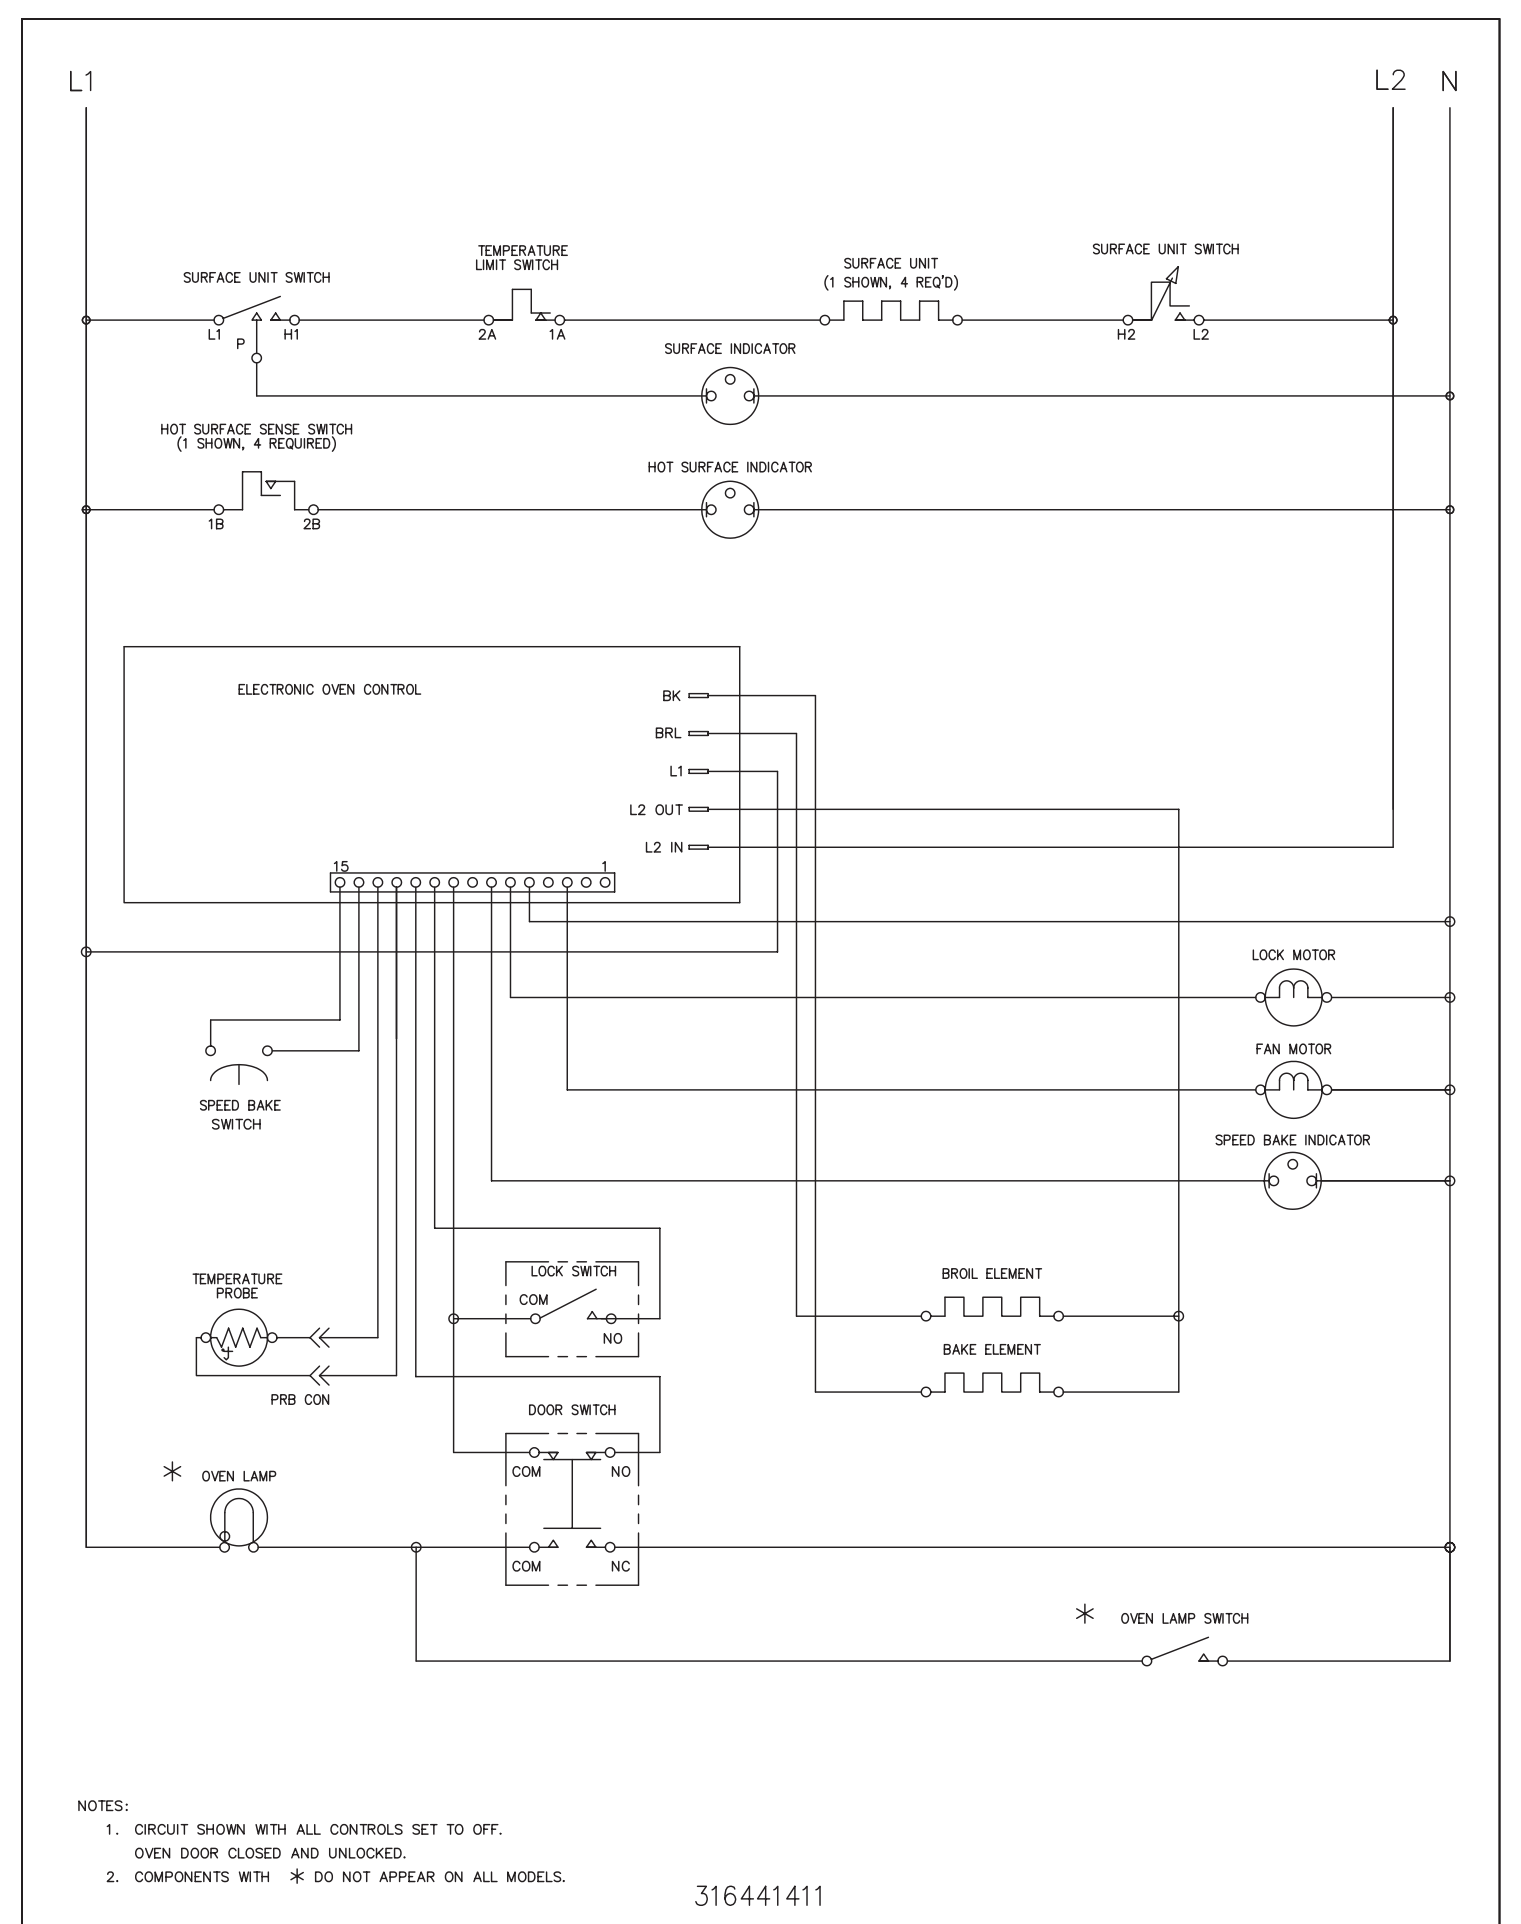 L1
L2 N
SURFACE UNIT SWITCH
TEMPERATURE
LIMIT SWITCH
SURFACE UNIT
(1 SHOWN, 4 REQ'D)
SURFACE UNIT SWITCH
L1
P
H1
2A
1A
H2
L2
SURFACE INDICATOR
HOT SURFACE SENSE SWITCH
(1 SHOWN, 4 REQUIRED)
HOT SURFACE INDICATOR
1B
2B
ELECTRONIC OVEN CONTROL
BK
BRL
L1
L2 OUT
L2 IN
15
1
LOCK MOTOR
FAN MOTOR
SPEED BAKE
SWITCH
SPEED BAKE INDICATOR
TEMPERATURE
PROBE
LOCK SWITCH
COM
NO
BROIL ELEMENT
BAKE ELEMENT
PRB CON
DOOR SWITCH
COM
NO
* OVEN LAMP
COM
NC
* OVEN LAMP SWITCH
NOTES:
1. CIRCUIT SHOWN WITH ALL CONTROLS SET TO OFF.
OVEN DOOR CLOSED AND UNLOCKED.
2. COMPONENTS WITH * DO NOT APPEAR ON ALL MODELS.
316441411